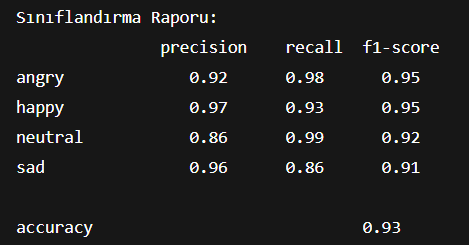 Sınıflandırma Raporu:
precision recall f1-score
angry 0.92 0.98 0.95
happy 0.97 0.93 0.95
neutral 0.86 0.99 0.92
sad 0.96 0.86 0.91
accuracy 0.93